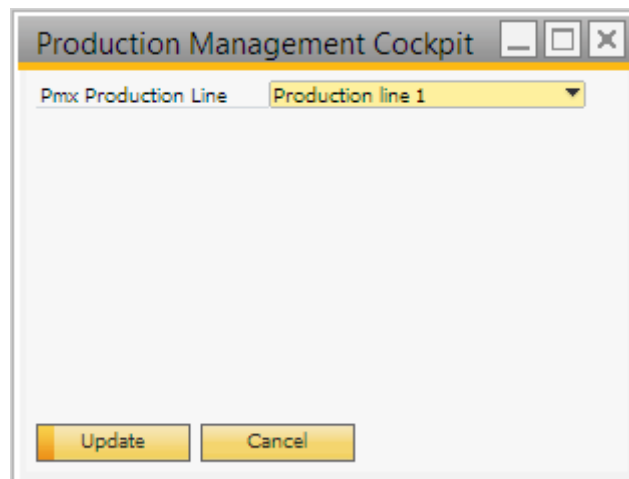 Production Management Cockpit
Pmx Production Line Production line 1
Update Cancel